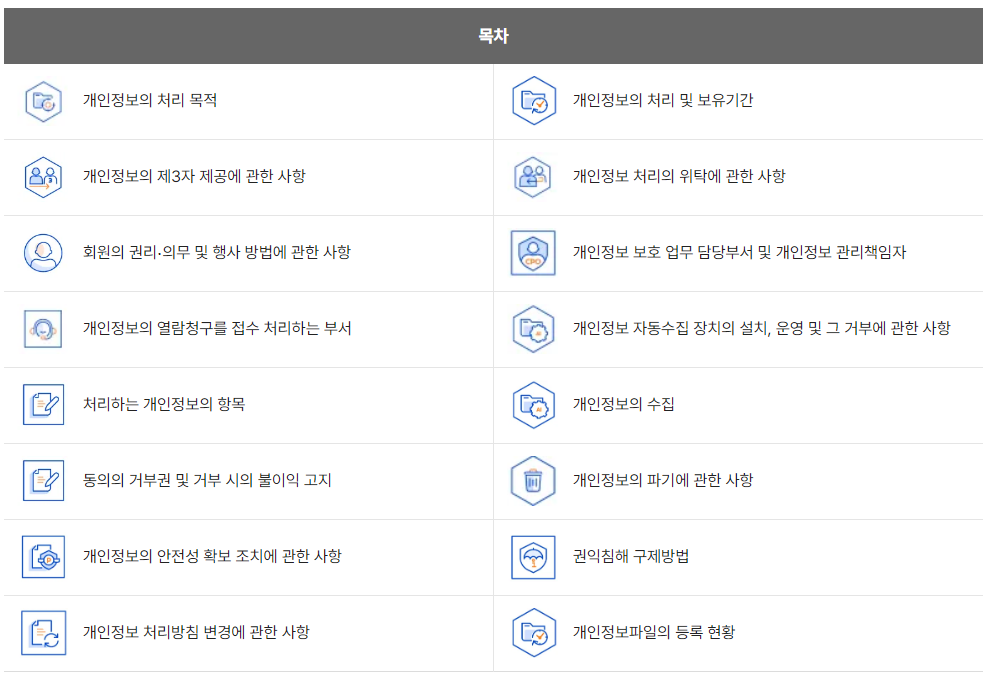 목차
개인정보의 처리 목적
개인정보의 처리 및 보유기간
개인정보의 제3자 제공에 관한 사항
개인정보 처리의 위탁에 관한 사항
회원의 권리·의무 및 행사 방법에 관한 사항
CPO
개인정보 보호 업무 담당부서 및 개인정보 관리책임자
개인정보의 열람청구를 접수 처리하는 부서
AI
개인정보 자동수집 장치의 설치, 운영 및 그 거부에 관한 사항
처리하는 개인정보의 항목
AI
개인정보의 수집
동의의 거부권 및 거부 시의 불이익 고지
개인정보의 파기에 관한 사항
개인정보의 안전성 확보 조치에 관한 사항
권익침해 구제방법
개인정보 처리방침 변경에 관한 사항
개인정보파일의 등록 현황